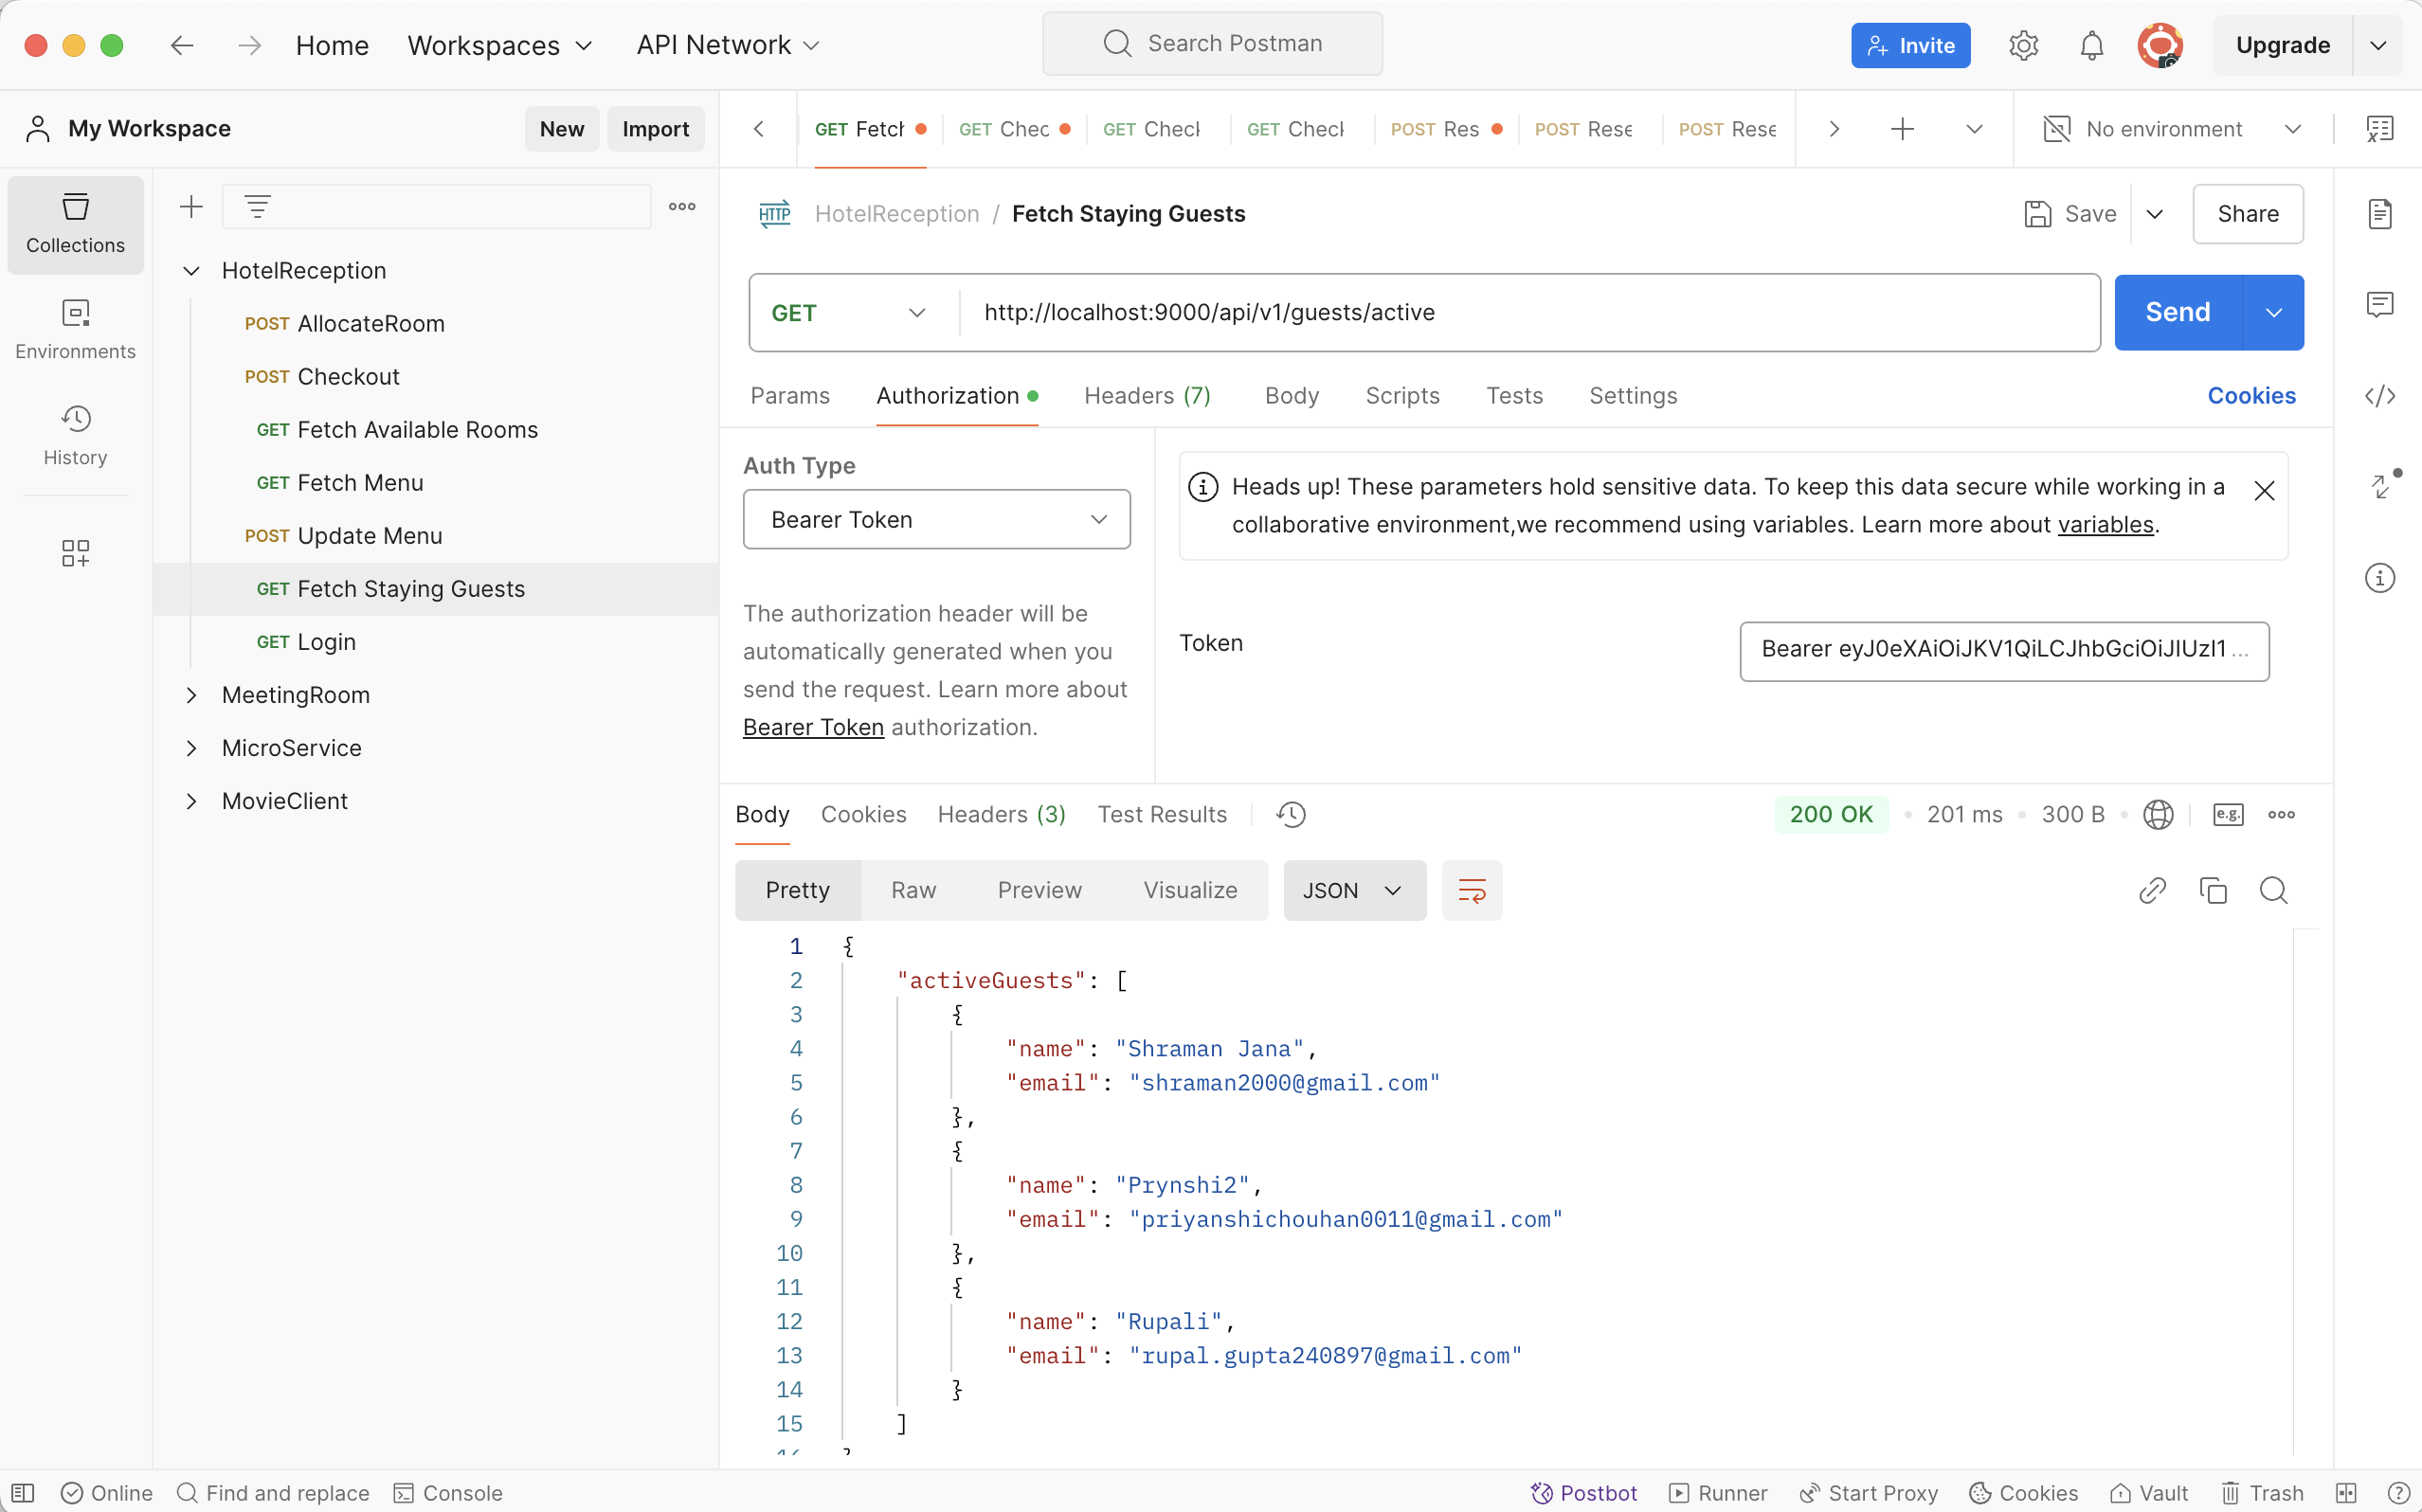 Home Workspaces API Network Search Postman Invite Upgrade
My Workspace New Import
GET Fetch GET Chec GET Check GET Check POST Res POST Rese POST Rese No environment
HTTP HotelReception / Fetch Staying Guests Save Share
GET http://localhost:9000/api/v1/guests/active Send
Params Authorization Headers (7) Body Scripts Tests Settings Cookies
Collections
Environments
History
HotelReception
POST AllocateRoom
POST Checkout
GET Fetch Available Rooms
GET Fetch Menu
POST Update Menu
GET Fetch Staying Guests
GET Login
MeetingRoom
MicroService
MovieClient
Auth Type
Bearer Token
The authorization header will be
automatically generated when you
send the request. Learn more about
Bearer Token authorization.
Heads up! These parameters hold sensitive data. To keep this data secure while working in a
collaborative environment,we recommend using variables. Learn more about variables.
Token Bearer eyJ0eXAiOiJKV1QiLCJhbGciOiJIUzI1 ...
Body Cookies Headers (3) Test Results 200 OK 201 ms 300 B e.g.
Pretty Raw Preview Visualize JSON
1 {
2 "activeGuests": [
3 {
4 "name": "Shraman Jana",
5 "email": "shraman2000@gmail.com"
6 },
7 {
8 "name": "Prynshi2",
9 "email": "priyanshichouhan0011@gmail.com"
10 },
11 {
12 "name": "Rupali",
13 "email": "rupal.gupta240897@gmail.com"
14 }
15 ]
Online Find and replace Console Postbot Runner Start Proxy Cookies Vault Trash